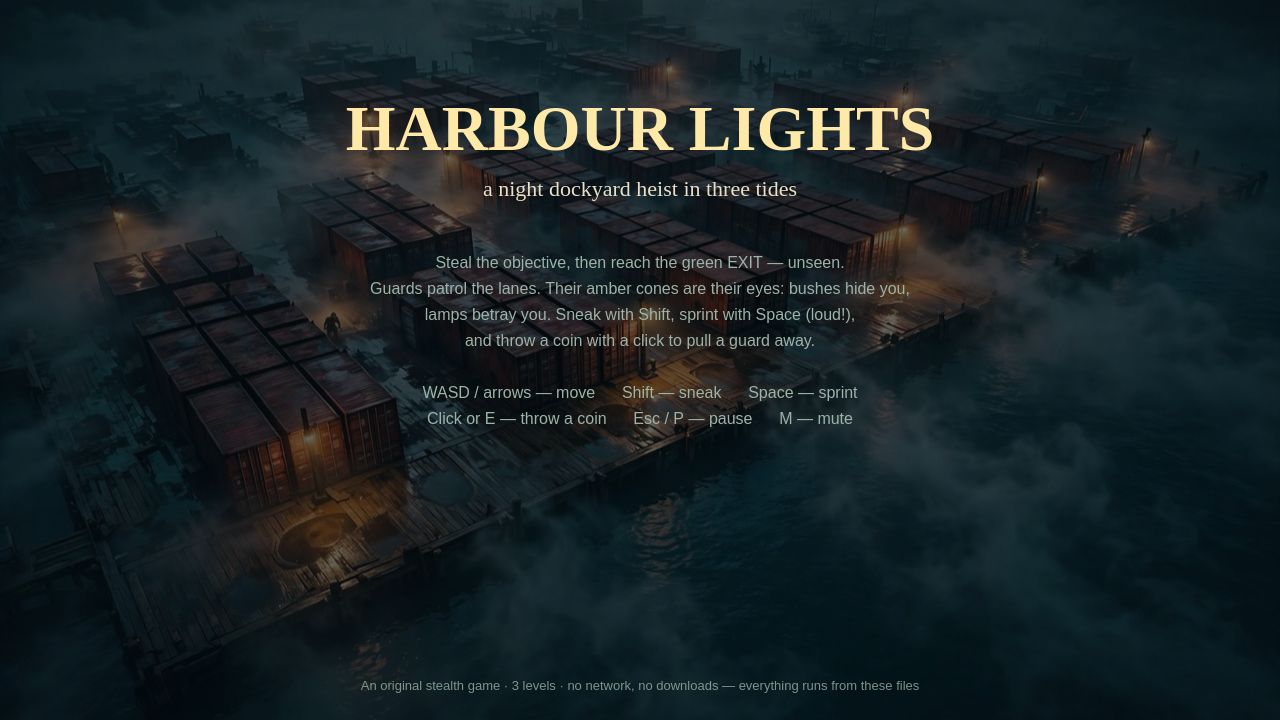 HARBOUR LIGHTS
a night dockyard heist in three tides
Steal the objective, then reach the green EXIT — unseen.
Guards patrol the lanes. Their amber cones are their eyes: bushes hide you,
lamps betray you. Sneak with Shift, sprint with Space (loud!),
and throw a coin with a click to pull a guard away.
WASD / arrows — move Shift — sneak Space — sprint
Click or E — throw a coin Esc / P — pause M — mute
An original stealth game · 3 levels · no network, no downloads — everything runs from these files